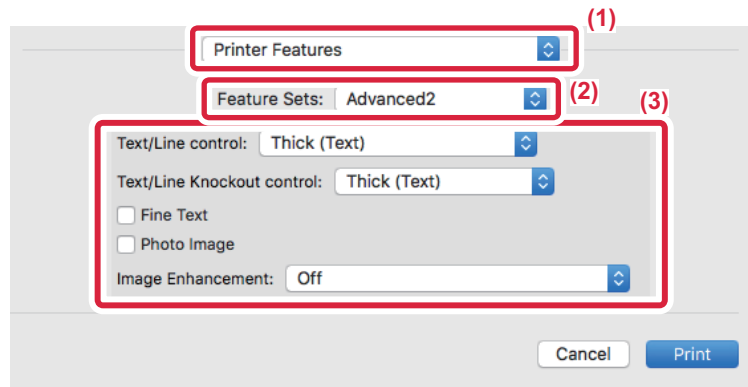 (1)
Printer Features
Feature Sets: Advanced2 (2)
(3)
Text/Line control: Thick (Text)
Text/Line Knockout control: Thick (Text)
Fine Text
Photo Image
Image Enhancement: Off
Cancel Print